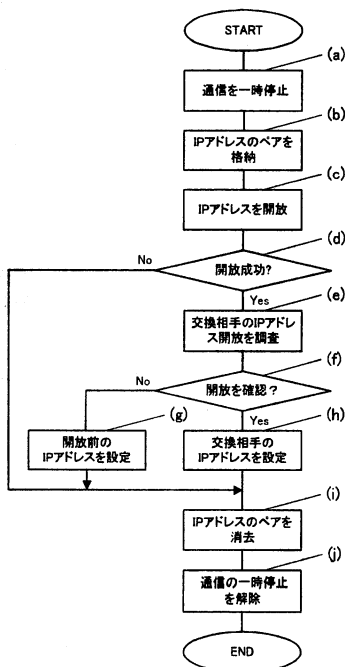 START
(a)
通信を一時停止
(b)
IPアドレスのペアを
格納
(c)
IPアドレスを開放
(d)
No
開放成功?
Yes
(e)
交換相手のIPアドレ
ス開放を調査
(f)
No
開放を確認?
Yes
(g)
(h)
開放前の
IPアドレスを設定
交換相手の
IPアドレスを設定
(i)
IPアドレスのペアを
消去
(j)
通信の一時停止
を解除
END